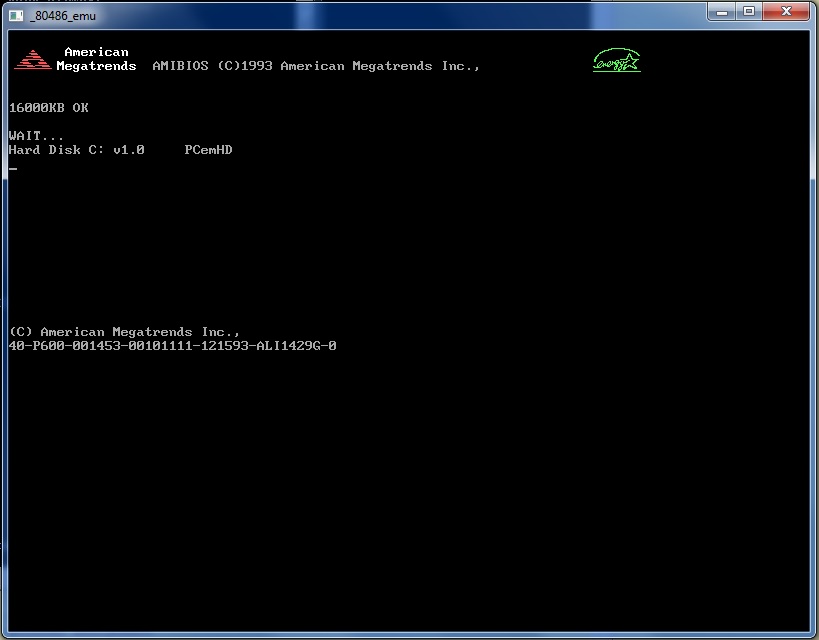 _80486_emu
American
Megatrends AMIBIOS (C)1993 American Megatrends Inc.,
energy
16000KB OK
WAIT...
Hard Disk C: v1.0 PCemHD
(C) American Megatrends Inc.,
40-P600-001453-00101111-121593-ALI1429G-0